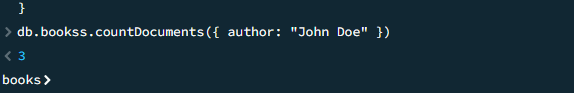 }
> db.bookss.countDocuments({ author: "John Doe" })
< 3
books>